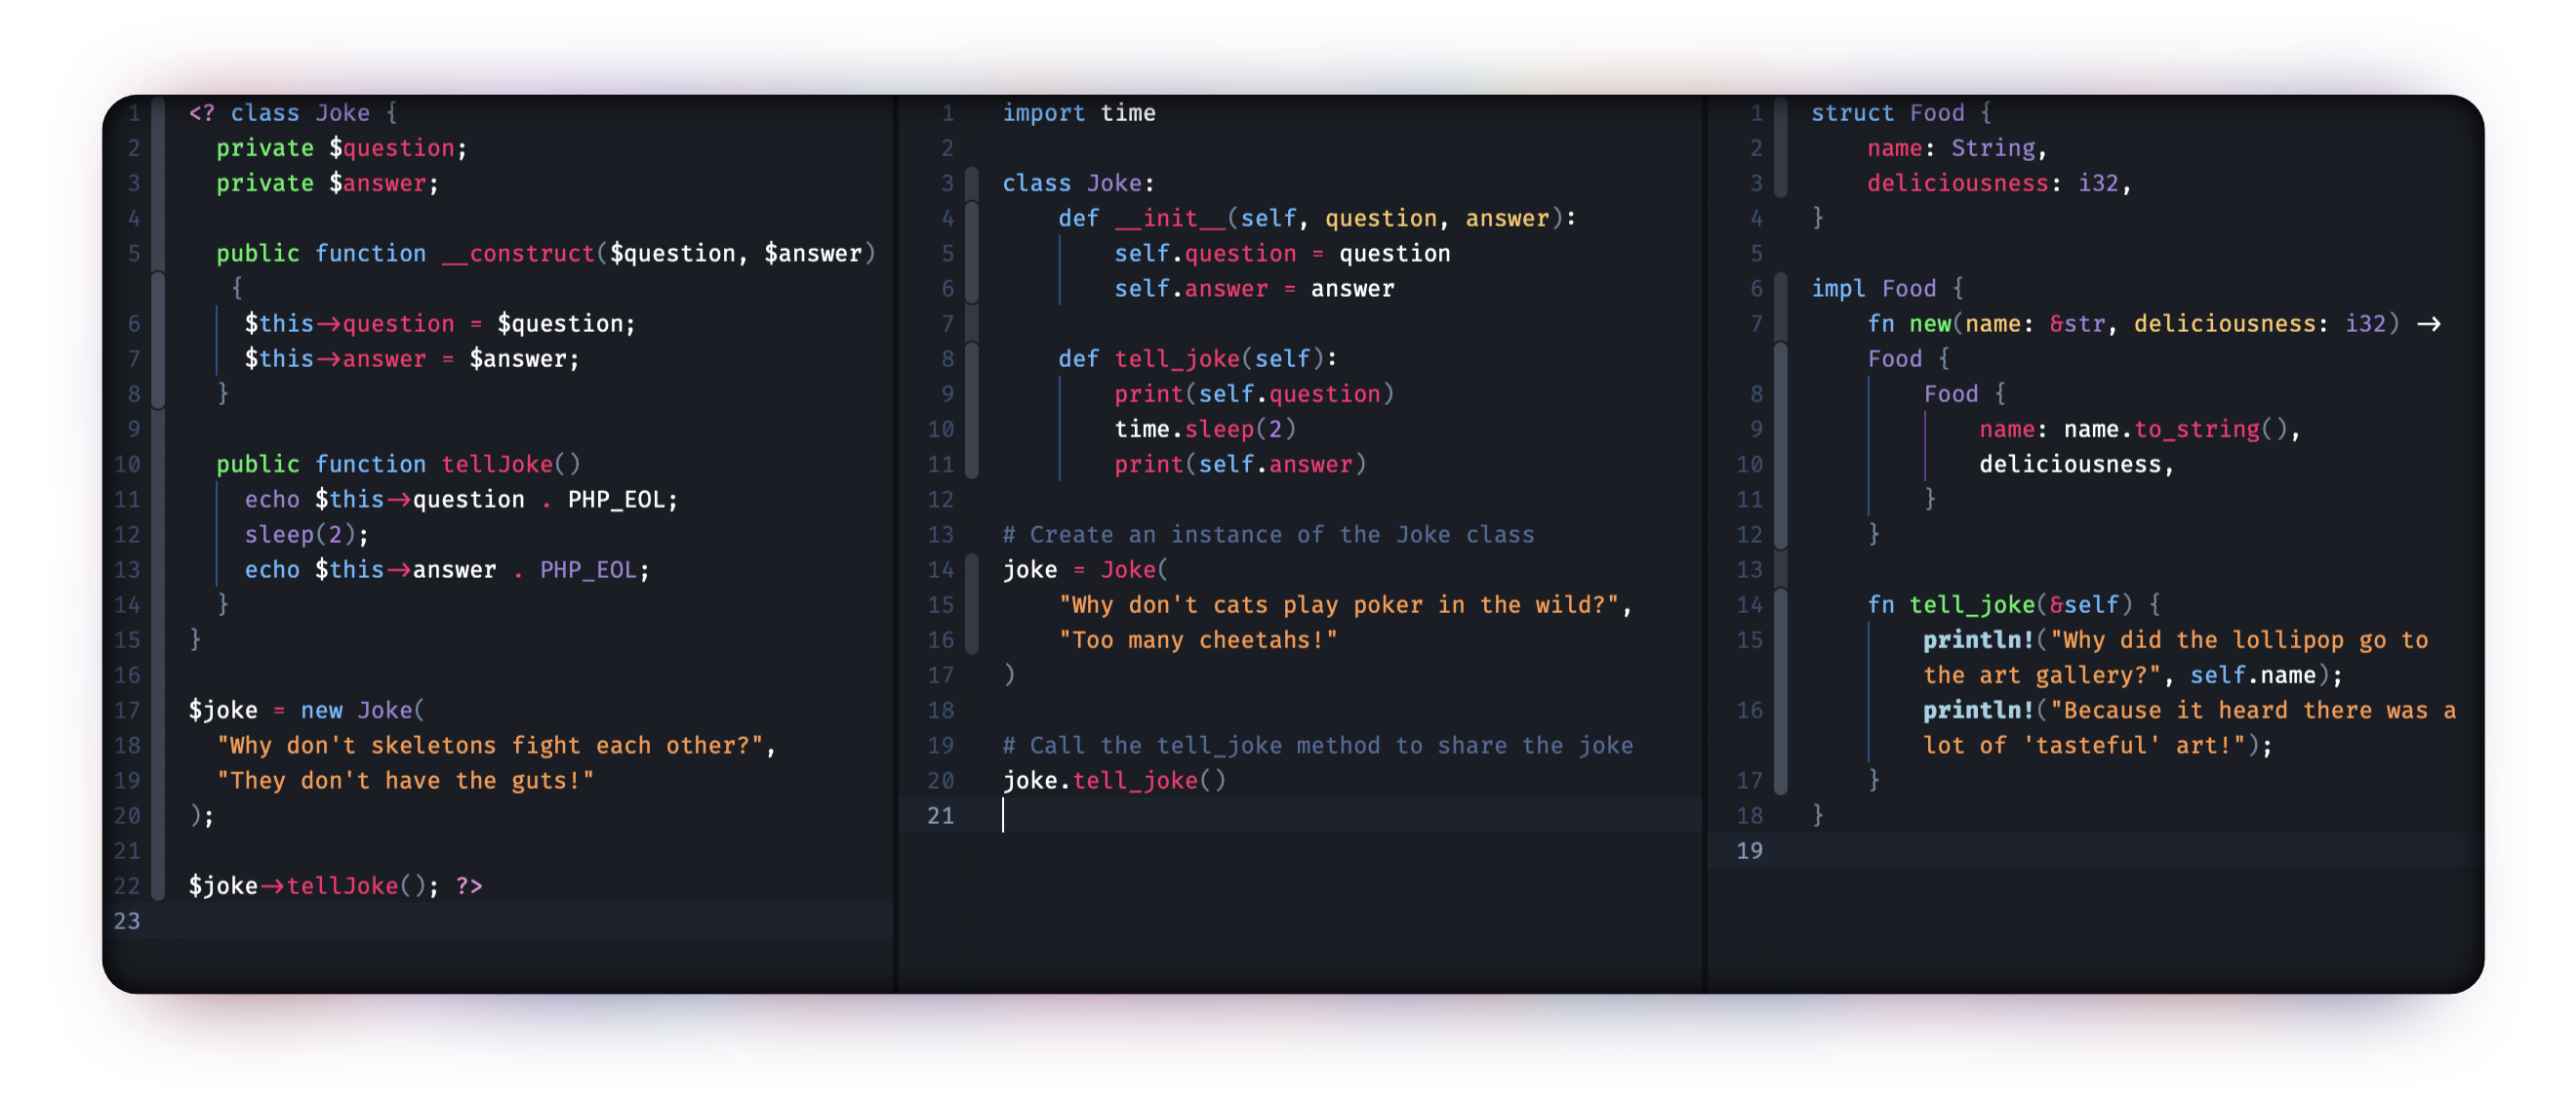 1 <? class Joke {
2 private $question;
3 private $answer;
4
5 public function __construct($question, $answer)
{
6 $this->question = $question;
7 $this->answer = $answer;
8 }
9
10 public function tellJoke()
11 echo $this->question . PHP_EOL;
12 sleep(2);
13 echo $this->answer . PHP_EOL;
14 }
15 }
16
17 $joke = new Joke(
18 "Why don't skeletons fight each other?",
19 "They don't have the guts!"
20 );
21
22 $joke->tellJoke(); ?>
23
1 import time
2
3 class Joke:
4 def __init__(self, question, answer):
5 self.question = question
6 self.answer = answer
7
8 def tell_joke(self):
9 print(self.question)
10 time.sleep(2)
11 print(self.answer)
12
13 # Create an instance of the Joke class
14 joke = Joke(
15 "Why don't cats play poker in the wild?",
16 "Too many cheetahs!"
17 )
18
19 # Call the tell_joke method to share the joke
20 joke.tell_joke()
21
1 struct Food {
2 name: String,
3 deliciousness: i32,
4 }
5
6 impl Food {
7 fn new(name: &str, deliciousness: i32) ->
Food {
8 Food {
9 name: name.to_string(),
10 deliciousness,
11 }
12 }
13
14 fn tell_joke(&self) {
15 println!("Why did the lollipop go to
the art gallery?", self.name);
16 println!("Because it heard there was a
lot of 'tasteful' art!");
17 }
18 }
19